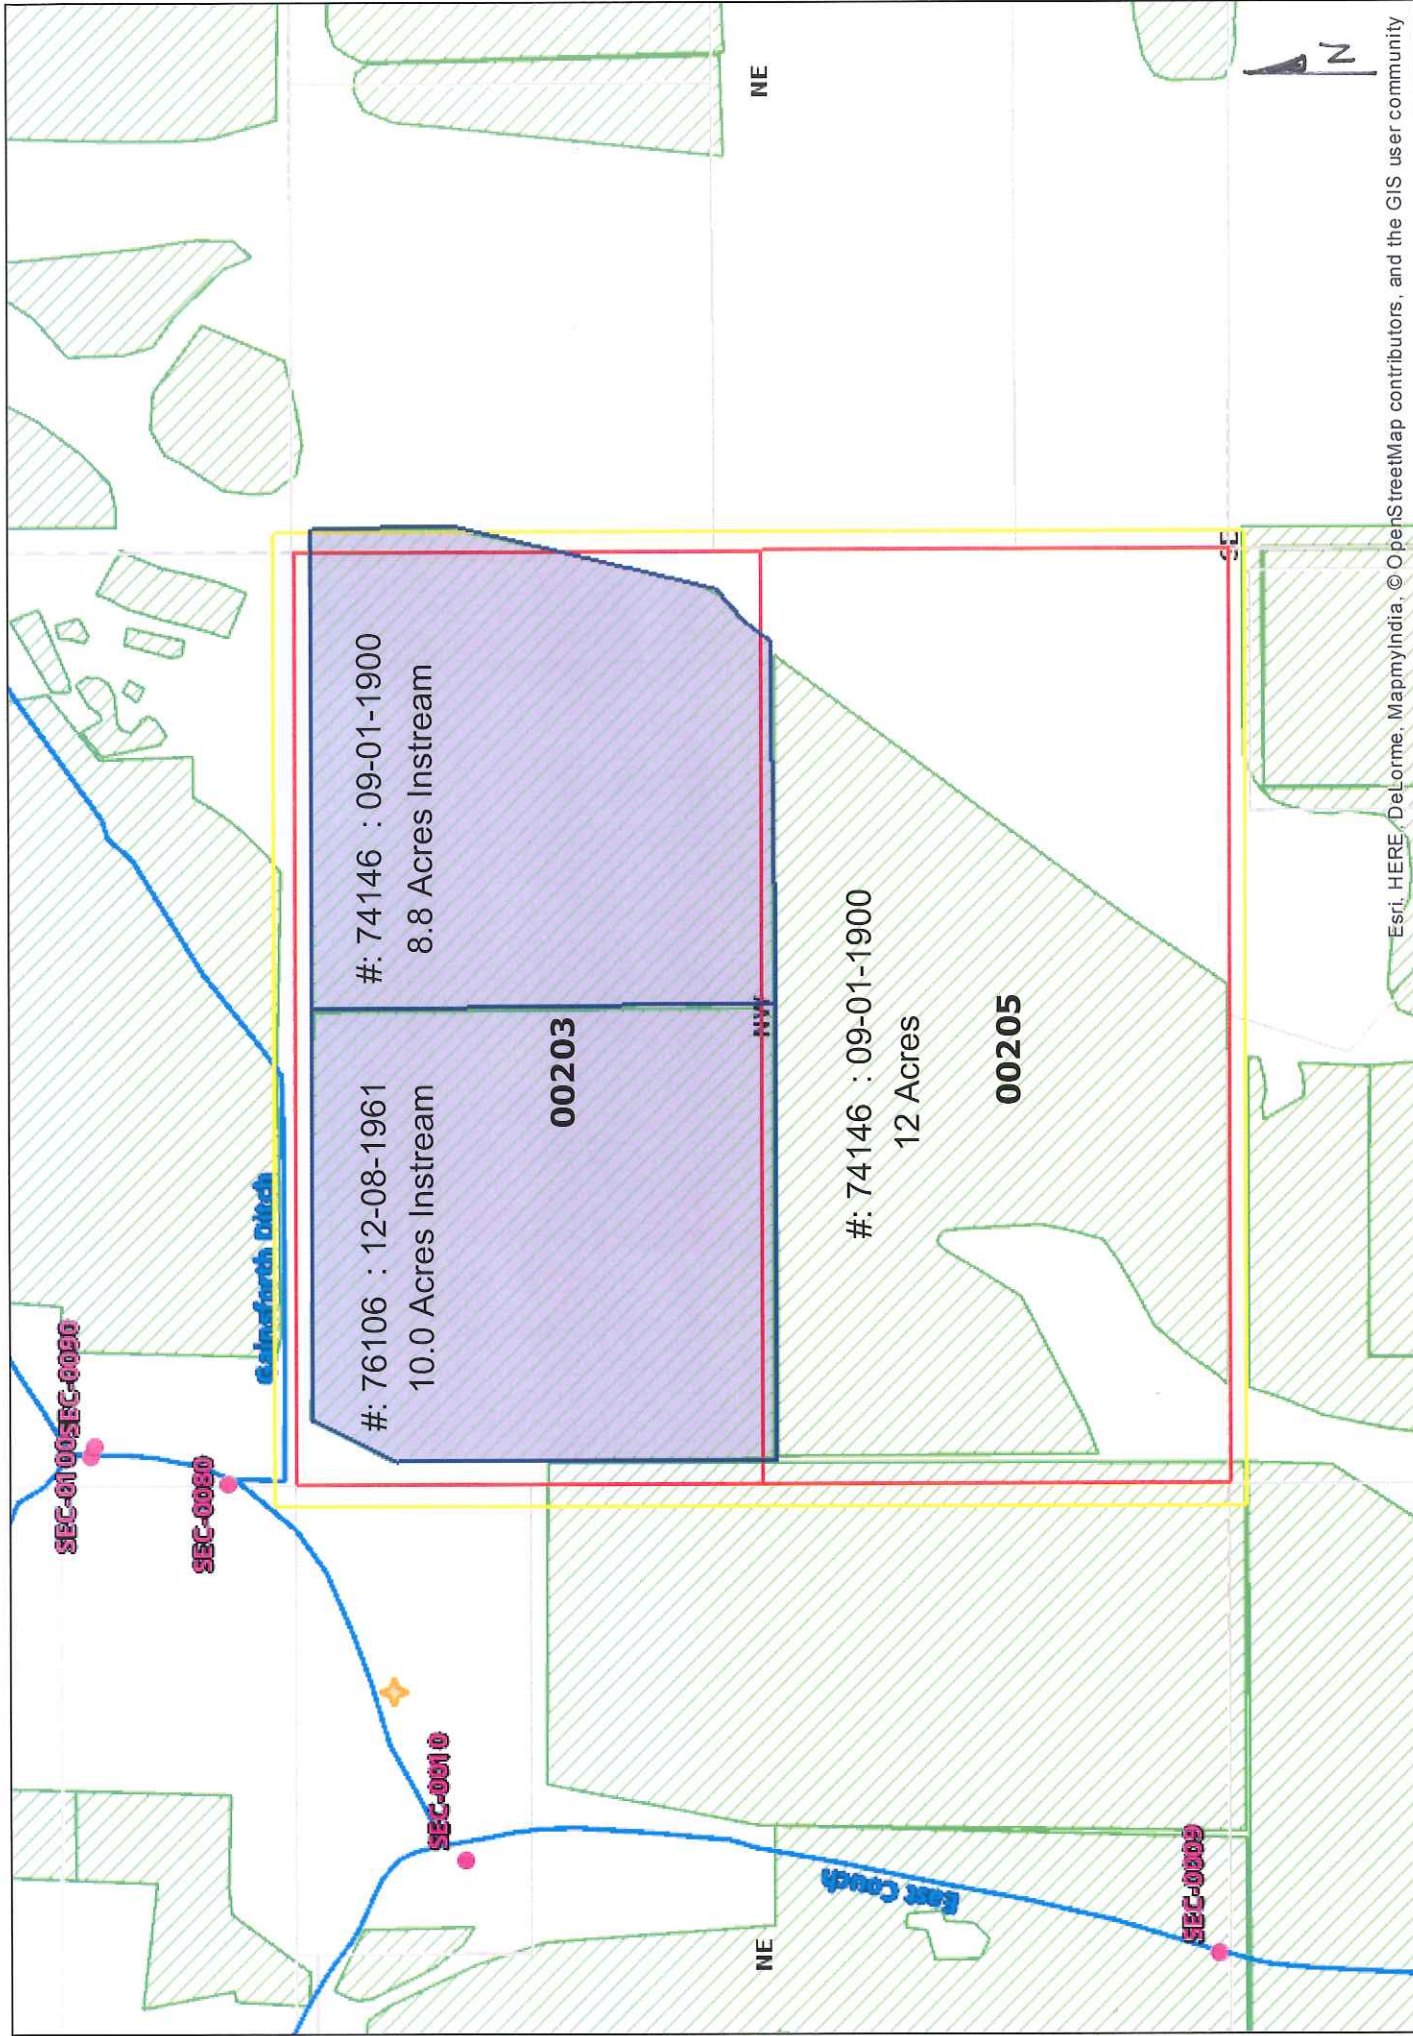 SEC-0100
SEC-0090
SEC-0080
Gainsforth Ditch
SEC-0010
East Couch
SEC-0009
#: 76106 : 12-08-1961
10.0 Acres Instream
#: 74146 : 09-01-1900
8.8 Acres Instream
00203
NW
#: 74146 : 09-01-1900
12 Acres
00205
NE
NE
SE
N
Esri, HERE, DeLorme, MapmyIndia, © OpenStreetMap contributors, and the GIS user community